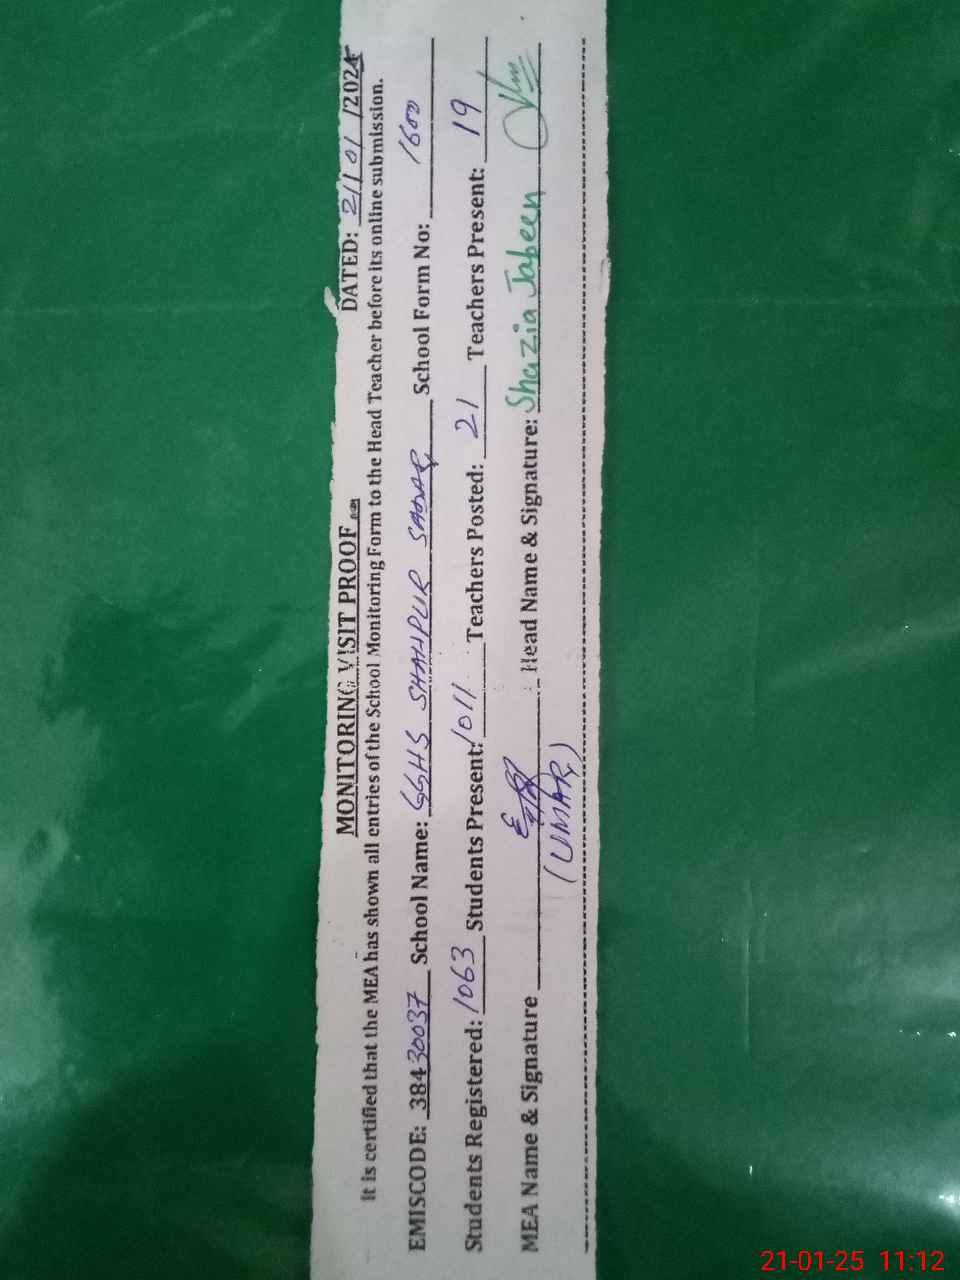 MONITORING VISIT PROOF
DATED: 21/01/2025
It is certified that the MEA has shown all entries of the School Monitoring Form to the Head Teacher before its online submission.
EMISCODE: 38430037 School Name: GGHS SHAHPUR SADAR School Form No: 1600
Students Registered: 1063 Students Present: 1011 Teachers Posted: 21 Teachers Present: 19
MEA Name & Signature (UMAR) Head Name & Signature: Shazia Jabeen
21-01-25 11:12